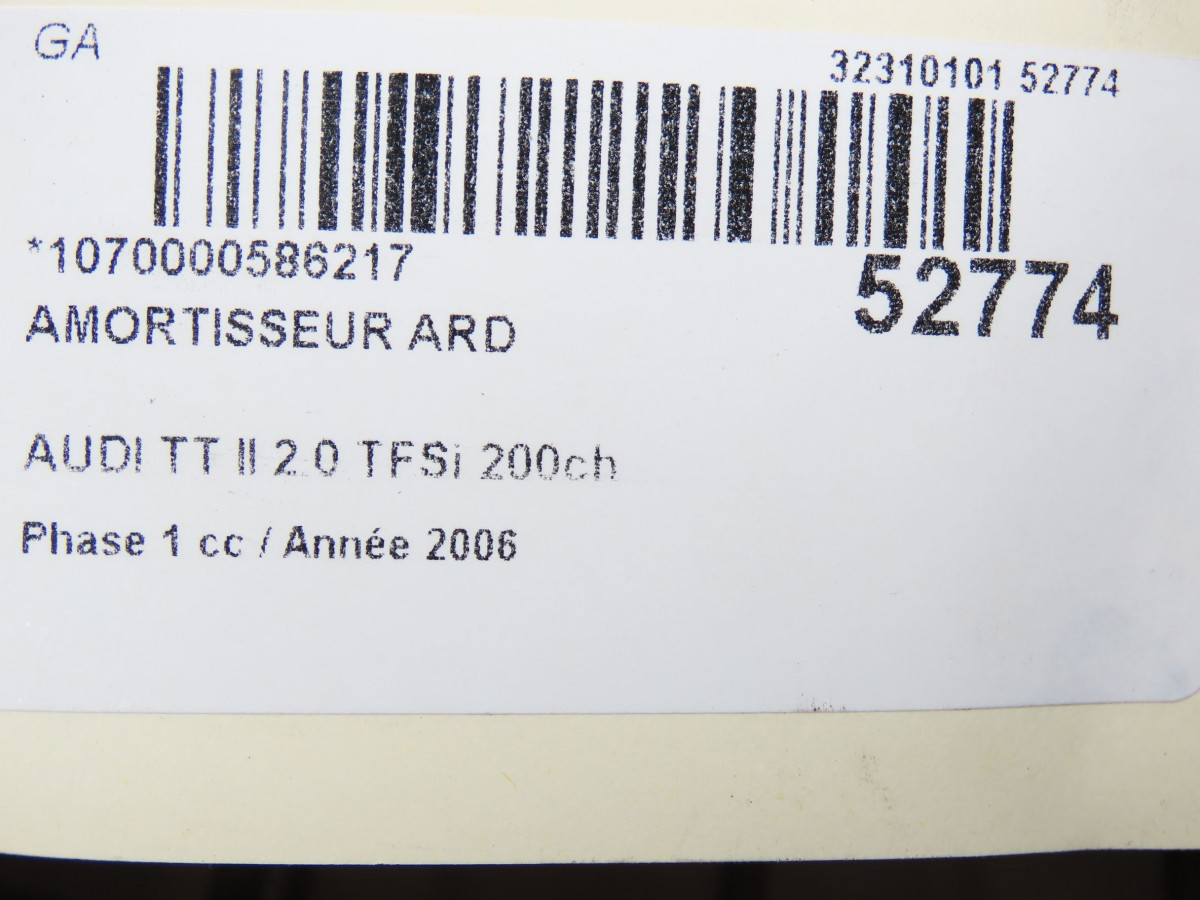 GA
32310101 52774
*1070000586217
52774
AMORTISSEUR ARD
AUDI TT II 2.0 TFSi 200ch
Phase 1 cc / Année 2006